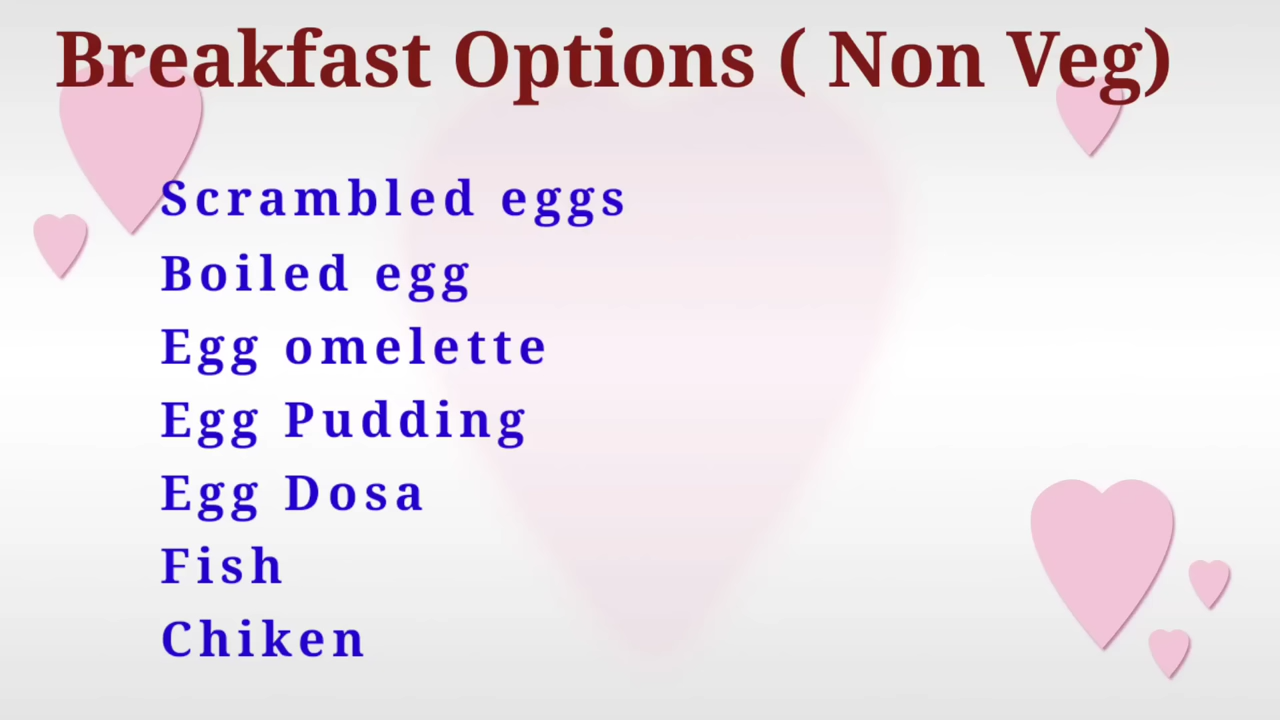 Breakfast Options ( Non Veg)
Scrambled eggs
Boiled egg
Egg omelette
Egg Pudding
Egg Dosa
Fish
Chiken